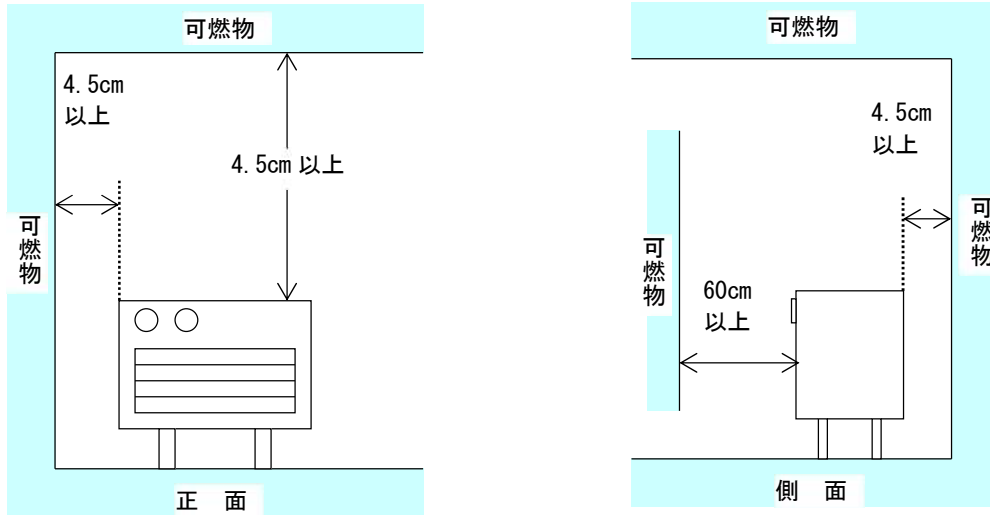 可燃物
4.5cm
以上
4.5cm 以上
可燃物
正 面
可燃物
4.5cm
以上
可燃物
可燃物
60cm
以上
側 面